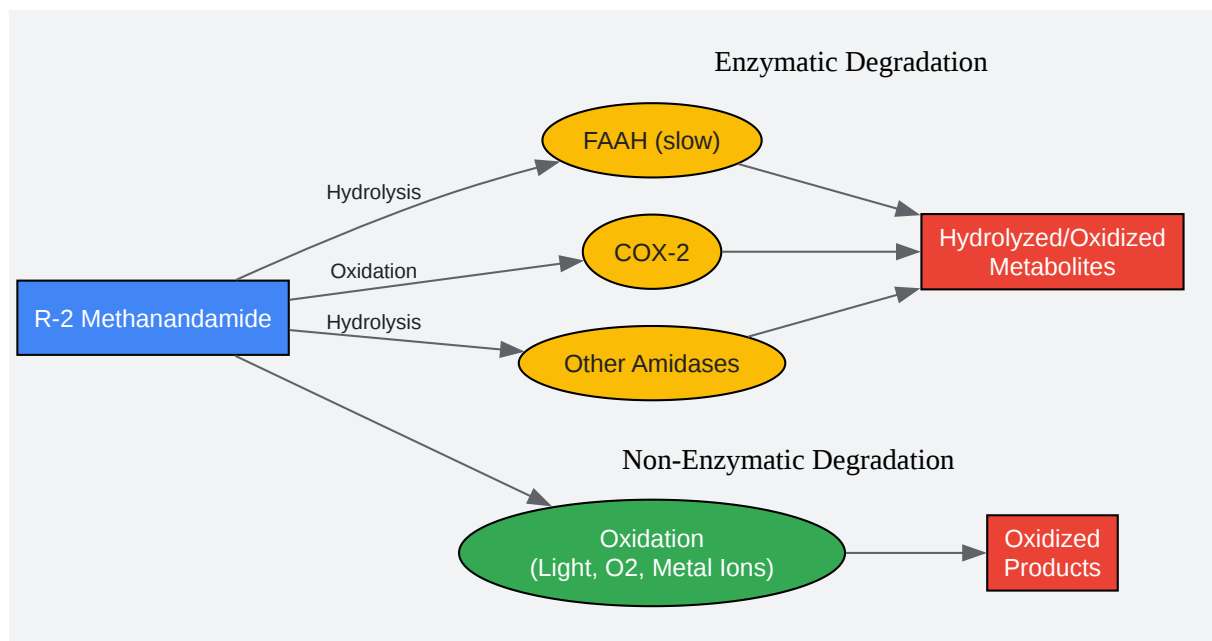 Enzymatic Degradation
FAAH (slow)
Hydrolysis
Hydrolyzed/Oxidized
Metabolites
COX-2
Oxidation
R-2 Methanandamide
Hydrolysis
Other Amidases
Non-Enzymatic Degradation
Oxidation
(Light, O2, Metal Ions)
Oxidized
Products